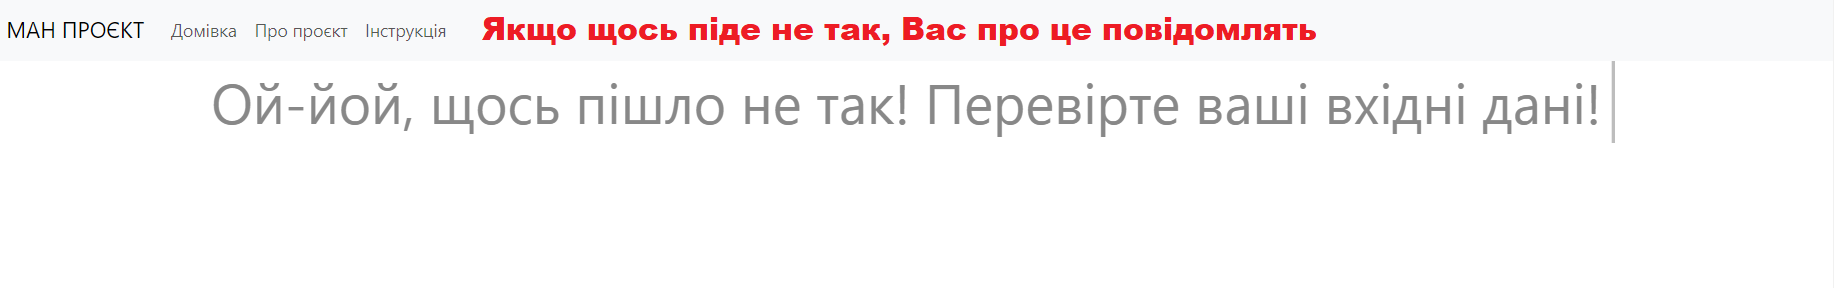 МАН ПРОЄКТ Домівка Про проєкт Інструкція Якщо щось піде не так, Вас про це повідомлять
Ой-йой, щось пішло не так! Перевірте ваші вхідні дані!